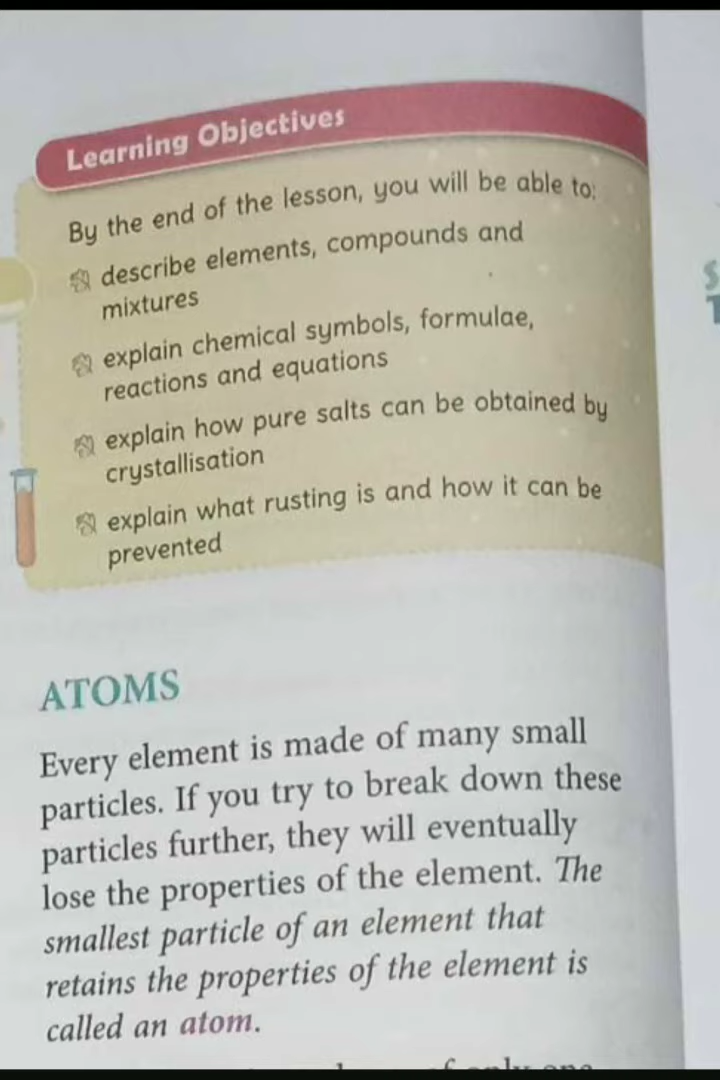 Learning Objectives
By the end of the lesson, you will be able to:
describe elements, compounds and
mixtures
explain chemical symbols, formulae,
reactions and equations
explain how pure salts can be obtained by
crystallisation
explain what rusting is and how it can be
prevented
ATOMS
Every element is made of many small
particles. If you try to break down these
particles further, they will eventually
lose the properties of the element. The
smallest particle of an element that
retains the properties of the element is
called an atom.